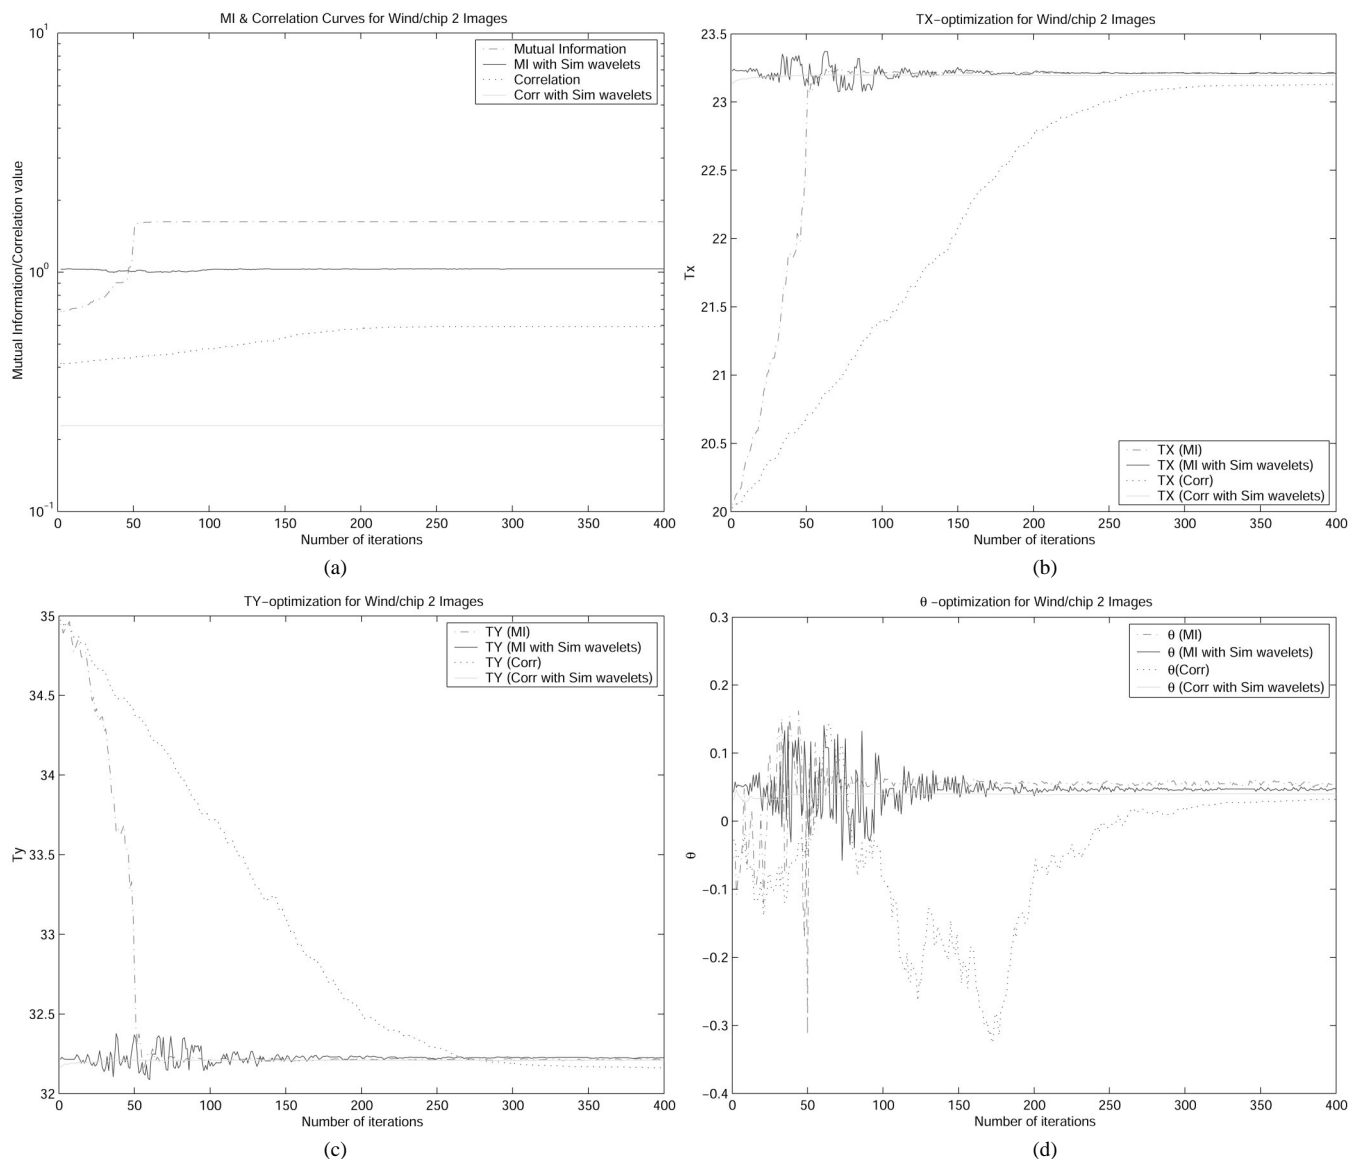 MI & Correlation Curves for Wind/chip 2 Images
10^1
10^0
10^-1
Mutual Information/Correlation value
Mutual Information
MI with Sim wavelets
Correlation
Corr with Sim wavelets
0 50 100 150 200 250 300 350 400
Number of iterations
(a)
TX-optimization for Wind/chip 2 Images
23.5
23
22.5
22
21.5
21
20.5
20
Tx
TX (MI)
TX (MI with Sim wavelets)
TX (Corr)
TX (Corr with Sim wavelets)
0 50 100 150 200 250 300 350 400
Number of iterations
(b)
TY-optimization for Wind/chip 2 Images
35
34.5
34
33.5
33
32.5
32
Ty
TY (MI)
TY (MI with Sim wavelets)
TY (Corr)
TY (Corr with Sim wavelets)
0 50 100 150 200 250 300 350 400
Number of iterations
(c)
θ -optimization for Wind/chip 2 Images
0.3
0.2
0.1
0
-0.1
-0.2
-0.3
-0.4
θ
θ (MI)
θ (MI with Sim wavelets)
θ(Corr)
θ (Corr with Sim wavelets)
0 50 100 150 200 250 300 350 400
Number of iterations
(d)